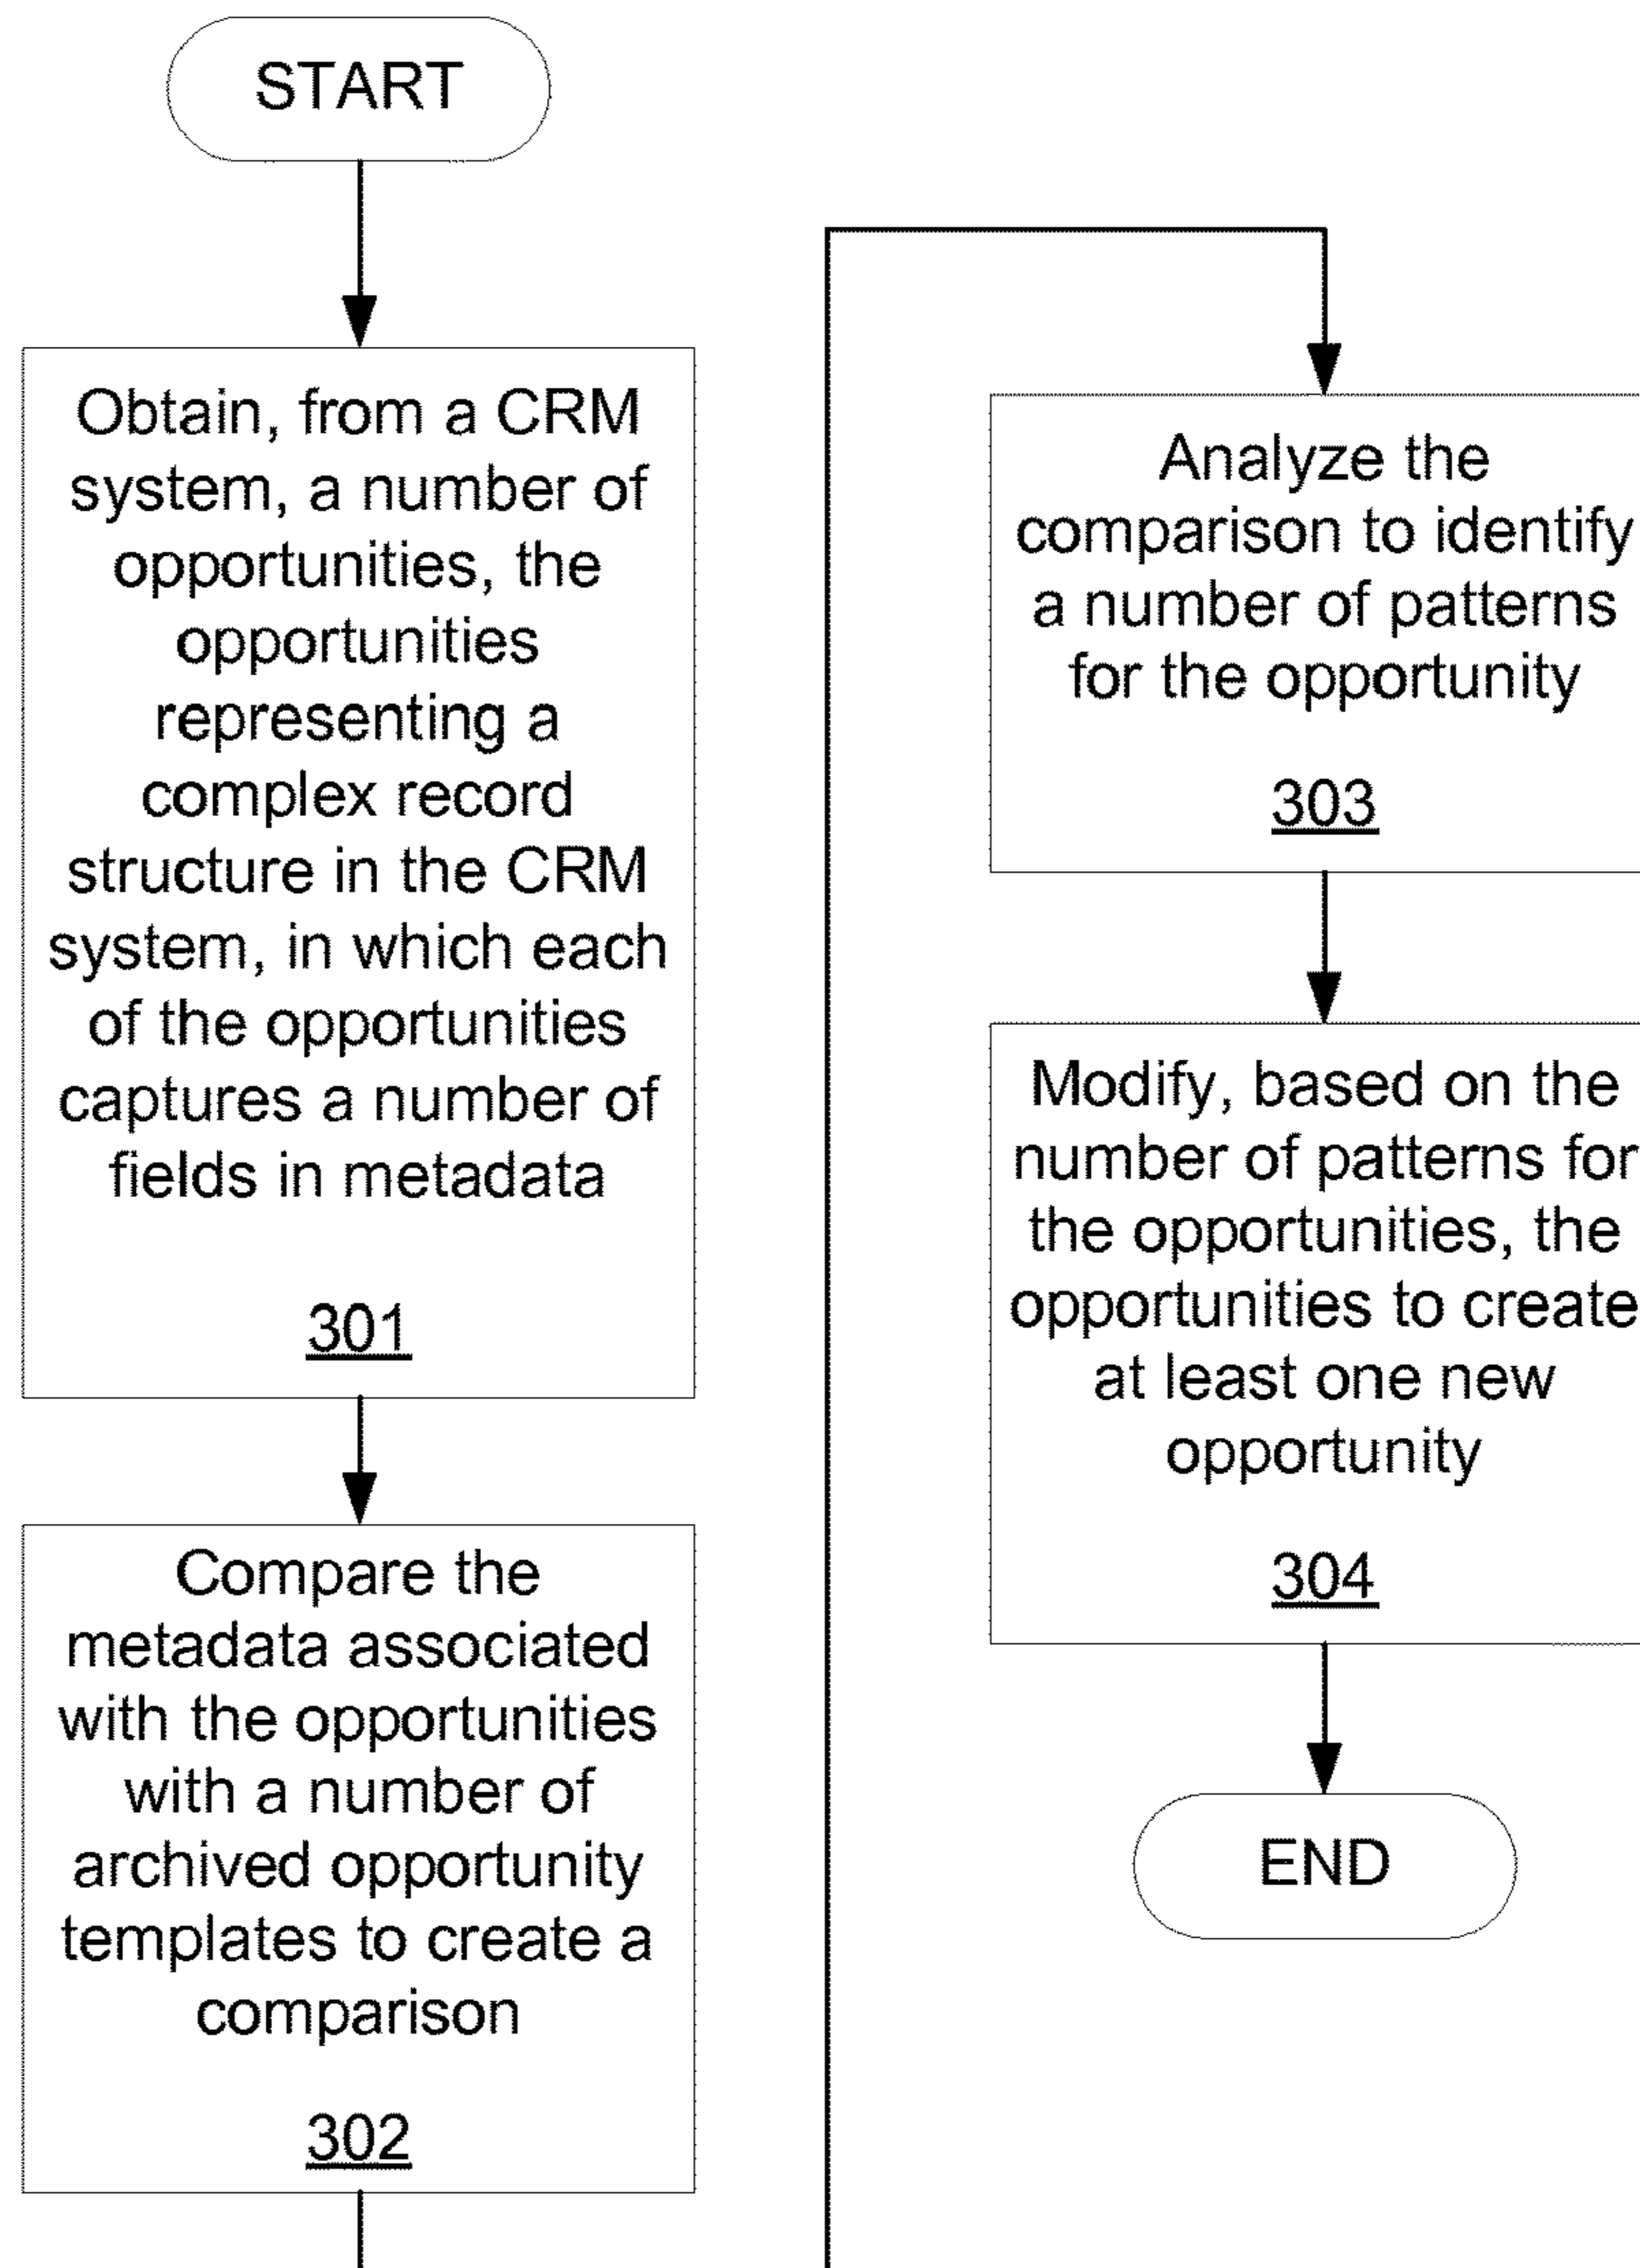 START
Obtain, from a CRM
system, a number of
opportunities, the
opportunities
representing a
complex record
structure in the CRM
system, in which each
of the opportunities
captures a number of
fields in metadata
301
Compare the
metadata associated
with the opportunities
with a number of
archived opportunity
templates to create a
comparison
302
Analyze the
comparison to identify
a number of patterns
for the opportunity
303
Modify, based on the
number of patterns for
the opportunities, the
opportunities to create
at least one new
opportunity
304
END